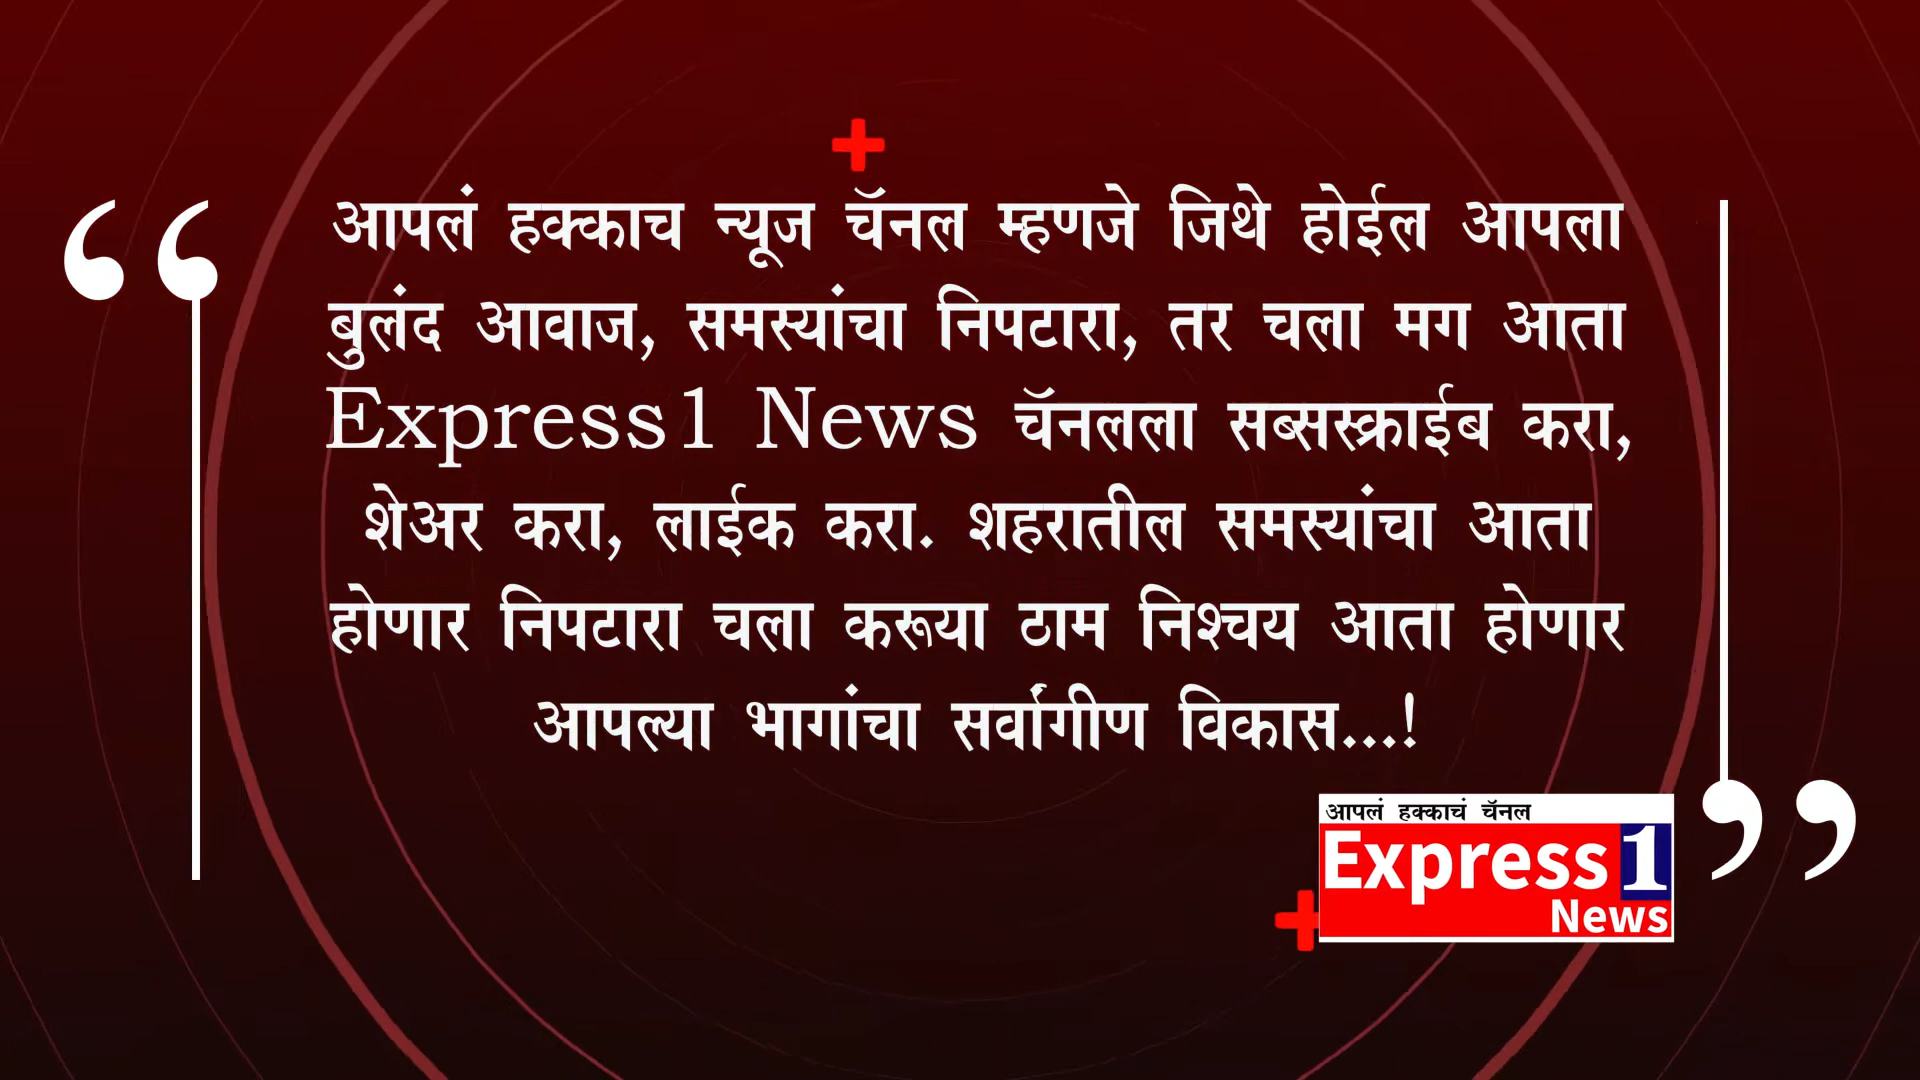 आपलं हक्काच न्यूज चॅनल म्हणजे जिथे होईल आपला
बुलंद आवाज, समस्यांचा निपटारा, तर चला मग आता
Express1 News चॅनलला सब्सस्क्राईब करा,
शेअर करा, लाईक करा. शहरातील समस्यांचा आता
होणार निपटारा चला करूया ठाम निश्चय आता होणार
आपल्या भागांचा सर्वांगीण विकास...!
आपलं हक्काचं चॅनल
Express1
News